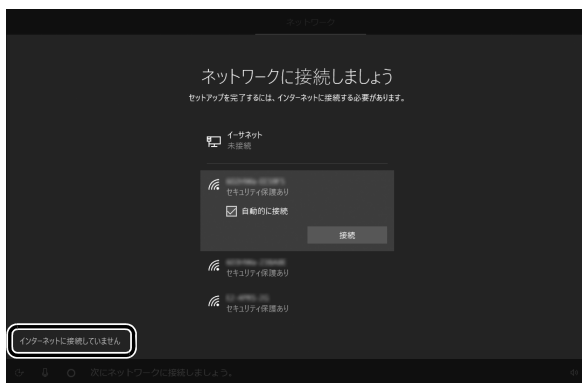 ネットワーク
ネットワークに接続しましょう
セットアップを完了するには、インターネットに接続する必要があります。
イーサネット
未接続
セキュリティ保護あり
自動的に接続
接続
セキュリティ保護あり
セキュリティ保護あり
インターネットに接続していません
次にネットワークに接続しましょう。